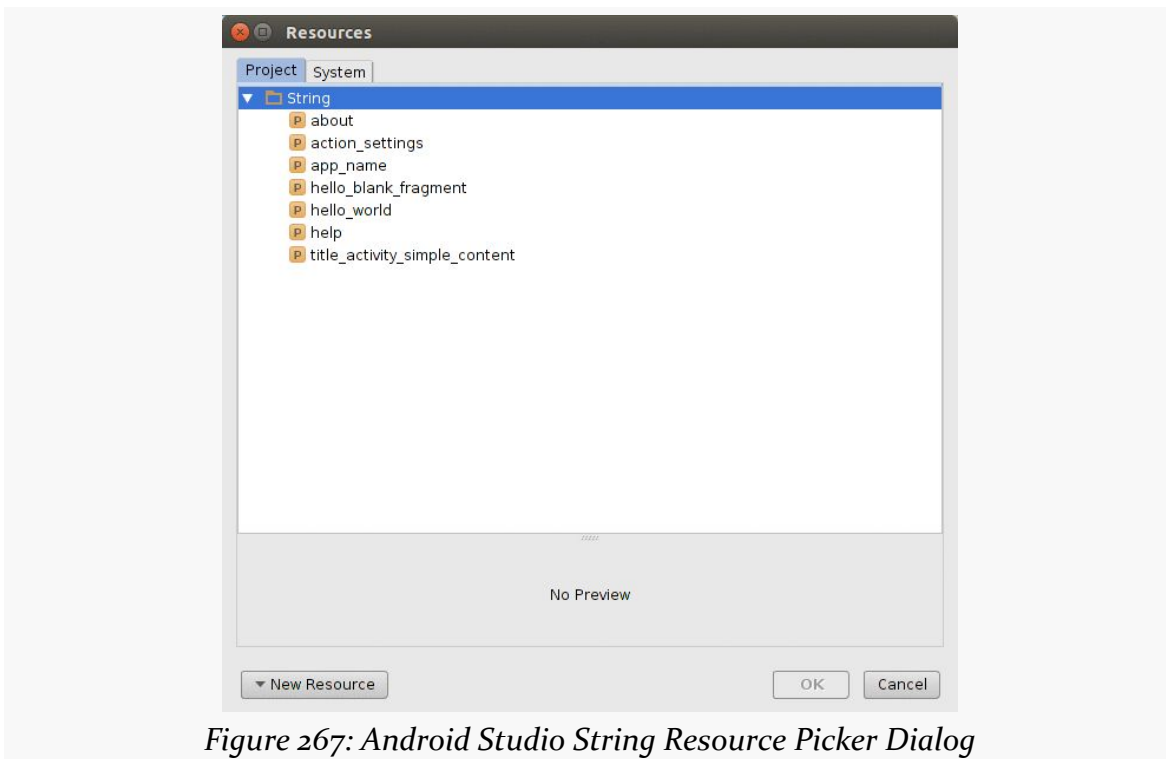 Resources
Project System
String
P about
P action_settings
P app_name
P hello_blank_fragment
P hello_world
P help
P title_activity_simple_content
No Preview
New Resource OK Cancel
Figure 267: Android Studio String Resource Picker Dialog